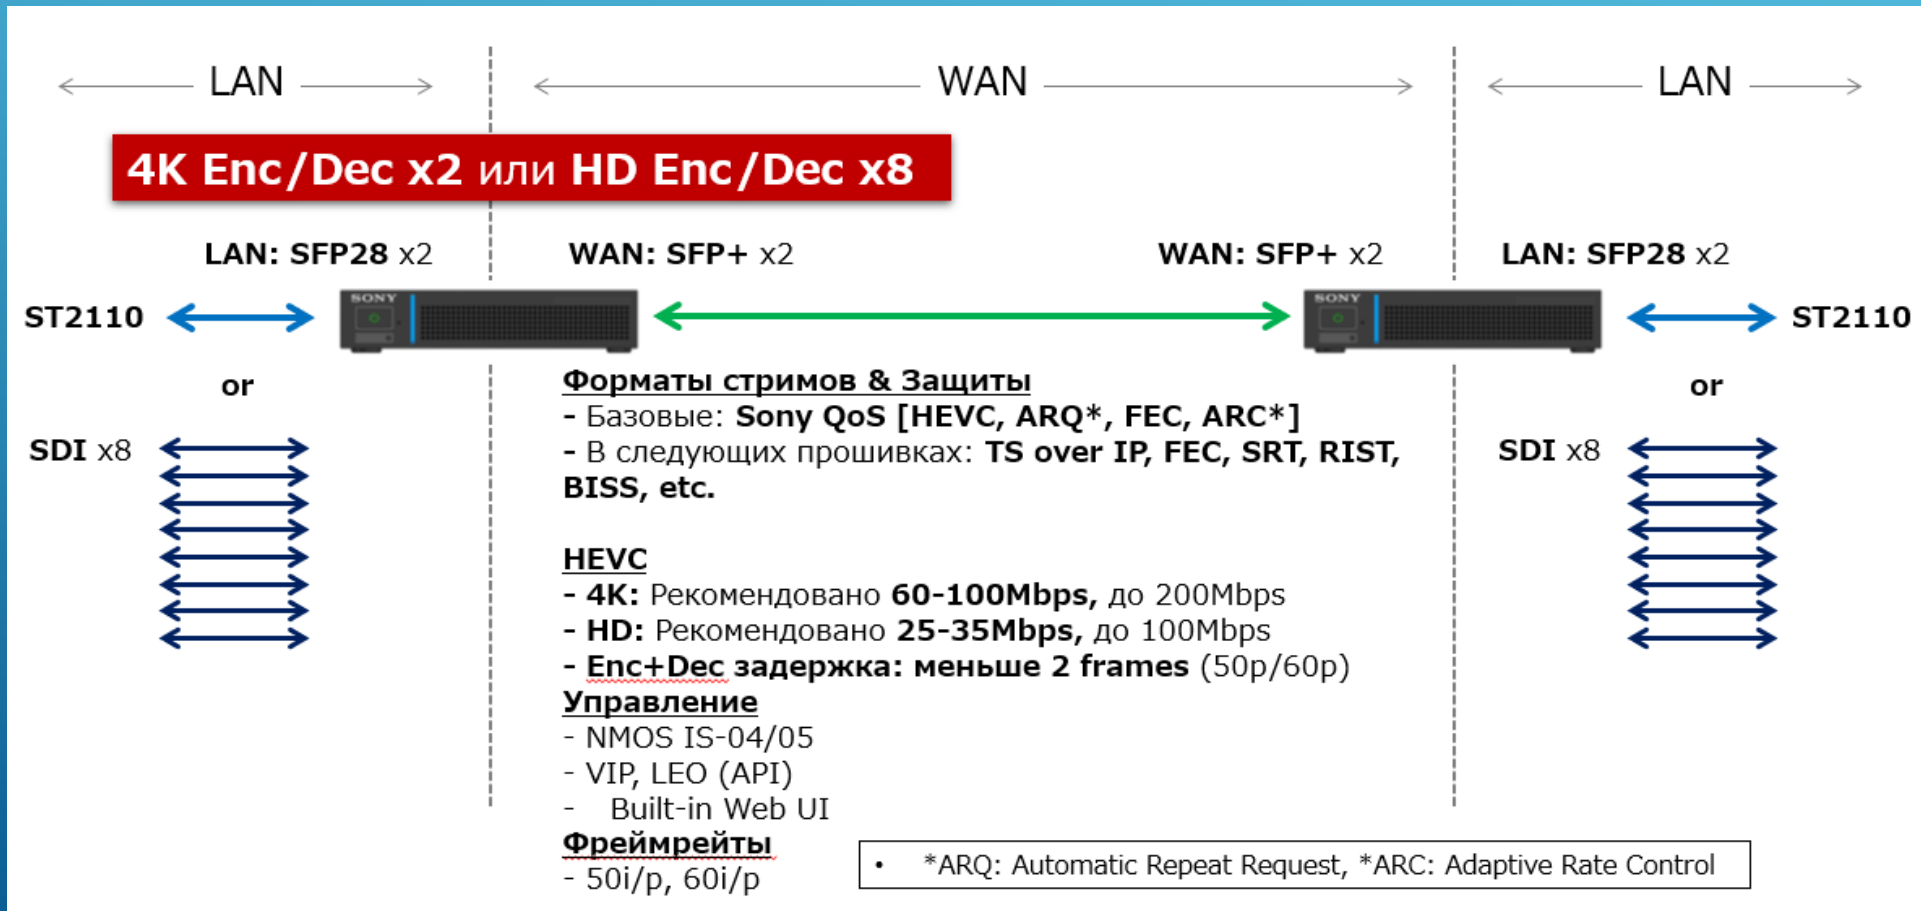 LAN
WAN
LAN
4K Enc/Dec x2 или HD Enc/Dec x8
LAN: SFP28 x2
WAN: SFP+ x2
WAN: SFP+ x2
LAN: SFP28 x2
ST2110
SONY
SONY
ST2110
or
or
SDI x8
SDI x8
Форматы стримов & Защиты
- Базовые: Sony QoS [HEVC, ARQ*, FEC, ARC*]
- В следующих прошивках: TS over IP, FEC, SRT, RIST,
BISS, etc.
HEVC
- 4K: Рекомендовано 60-100Mbps, до 200Mbps
- HD: Рекомендовано 25-35Mbps, до 100Mbps
- Enc+Dec задержка: меньше 2 frames (50p/60p)
Управление
- NMOS IS-04/05
- VIP, LEO (API)
- Built-in Web UI
Фреймрейты
- 50i/p, 60i/p
• *ARQ: Automatic Repeat Request, *ARC: Adaptive Rate Control